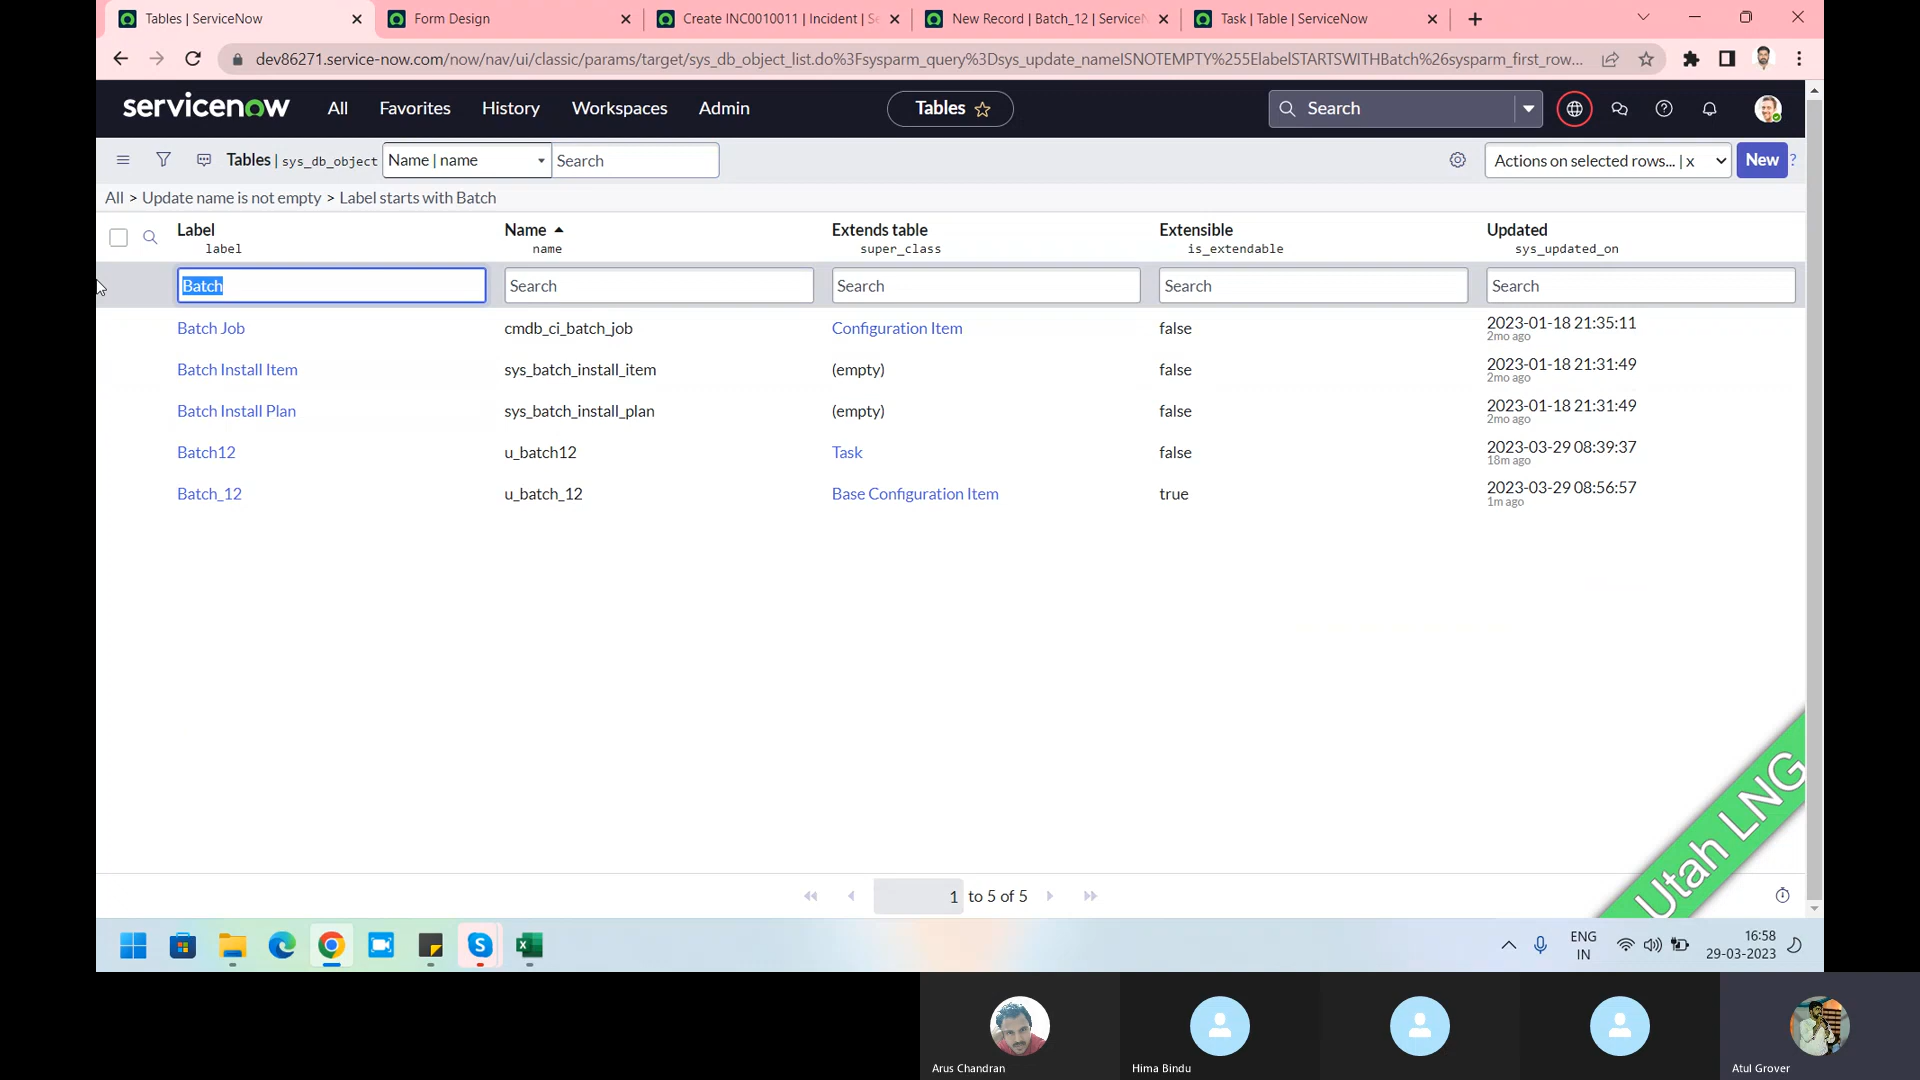 Tables | ServiceNow
Form Design
Create INC0010011 | Incident | S
New Record | Batch_12 | Service
Task | Table | ServiceNow
dev86271.service-now.com/now/nav/ui/classic/params/target/sys_db_object_list.do%3Fsysparm_query%3Dsys_update_nameISNOTEMPTY%255ElabelSTARTSWITHBatch%26sysparm_first_row...
servicenow
All
Favorites
History
Workspaces
Admin
Tables
Search
Tables | sys_db_object
Name | name
Search
Actions on selected rows... | x
New
?
All > Update name is not empty > Label starts with Batch
Label
Name
Extends table
Extensible
Updated
label
name
super_class
is_extendable
sys_updated_on
Batch
Search
Search
Search
Search
Batch Job
cmdb_ci_batch_job
Configuration Item
false
2023-01-18 21:35:11
2mo ago
Batch Install Item
sys_batch_install_item
(empty)
false
2023-01-18 21:31:49
2mo ago
Batch Install Plan
sys_batch_install_plan
(empty)
false
2023-01-18 21:31:49
2mo ago
Batch12
u_batch12
Task
false
2023-03-29 08:39:37
18m ago
Batch_12
u_batch_12
Base Configuration Item
true
2023-03-29 08:56:57
1m ago
Utah LNG
1 to 5 of 5
ENG
IN
16:58
29-03-2023
Arus Chandran
Hima Bindu
Atul Grover